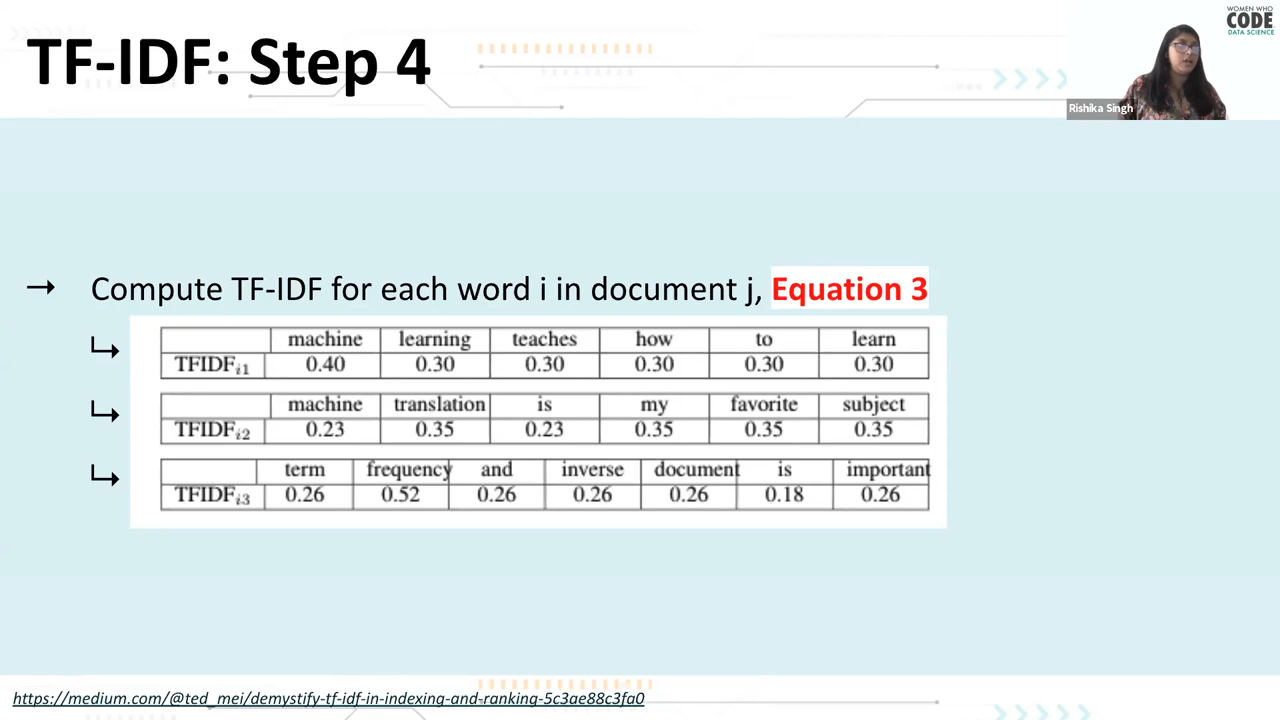 TF-IDF: Step 4
WOMEN WHO
CODE
DATA SCIENCE
Rishika Singh
→ Compute TF-IDF for each word i in document j, Equation 3
machine learning teaches how to learn
TFIDFi1 0.40 0.30 0.30 0.30 0.30 0.30
machine translation is my favorite subject
TFIDFi2 0.23 0.35 0.23 0.35 0.35 0.35
term frequency and inverse document is important
TFIDFi3 0.26 0.52 0.26 0.26 0.26 0.18 0.26
https://medium.com/@ted_mei/demystify-tf-idf-in-indexing-and-ranking-5c3ae88c3fa0